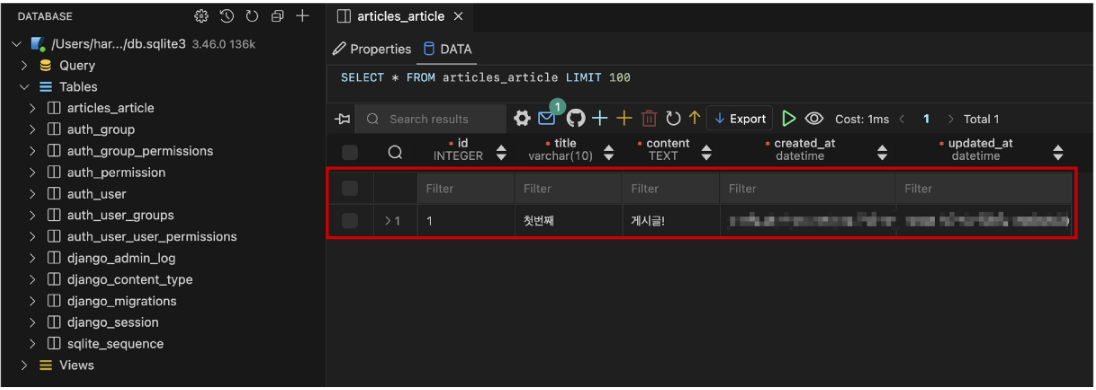 DATABASE
/Users/har.../db.sqlite3 3.46.0 136k
Query
Tables
articles_article
auth_group
auth_group_permissions
auth_permission
auth_user
auth_user_groups
auth_user_user_permissions
django_admin_log
django_content_type
django_migrations
django_session
sqlite_sequence
Views
articles_article
Properties DATA
SELECT * FROM articles_article LIMIT 100
Search results 1 Export Cost: 1ms 1 Total 1
id title content created_at updated_at
INTEGER varchar(10) TEXT datetime datetime
Filter Filter Filter Filter Filter
1 1 첫번째 게시글!